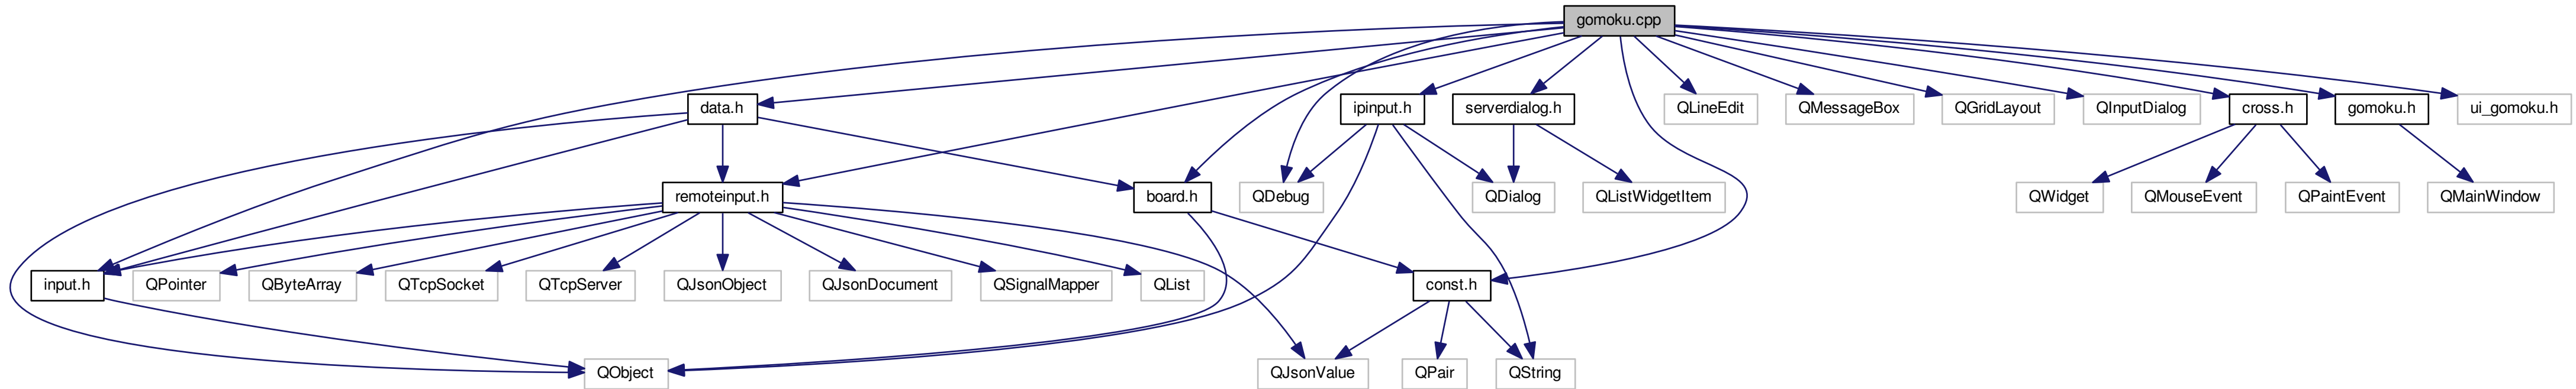 gomoku.cpp
data.h
ipinput.h
serverdialog.h
QLineEdit
QMessageBox
QGridLayout
QInputDialog
cross.h
gomoku.h
ui_gomoku.h
remoteinput.h
board.h
QDebug
QDialog
QListWidgetItem
QWidget
QMouseEvent
QPaintEvent
QMainWindow
input.h
QPointer
QByteArray
QTcpSocket
QTcpServer
QJsonObject
QJsonDocument
QSignalMapper
QList
const.h
QObject
QJsonValue
QPair
QString